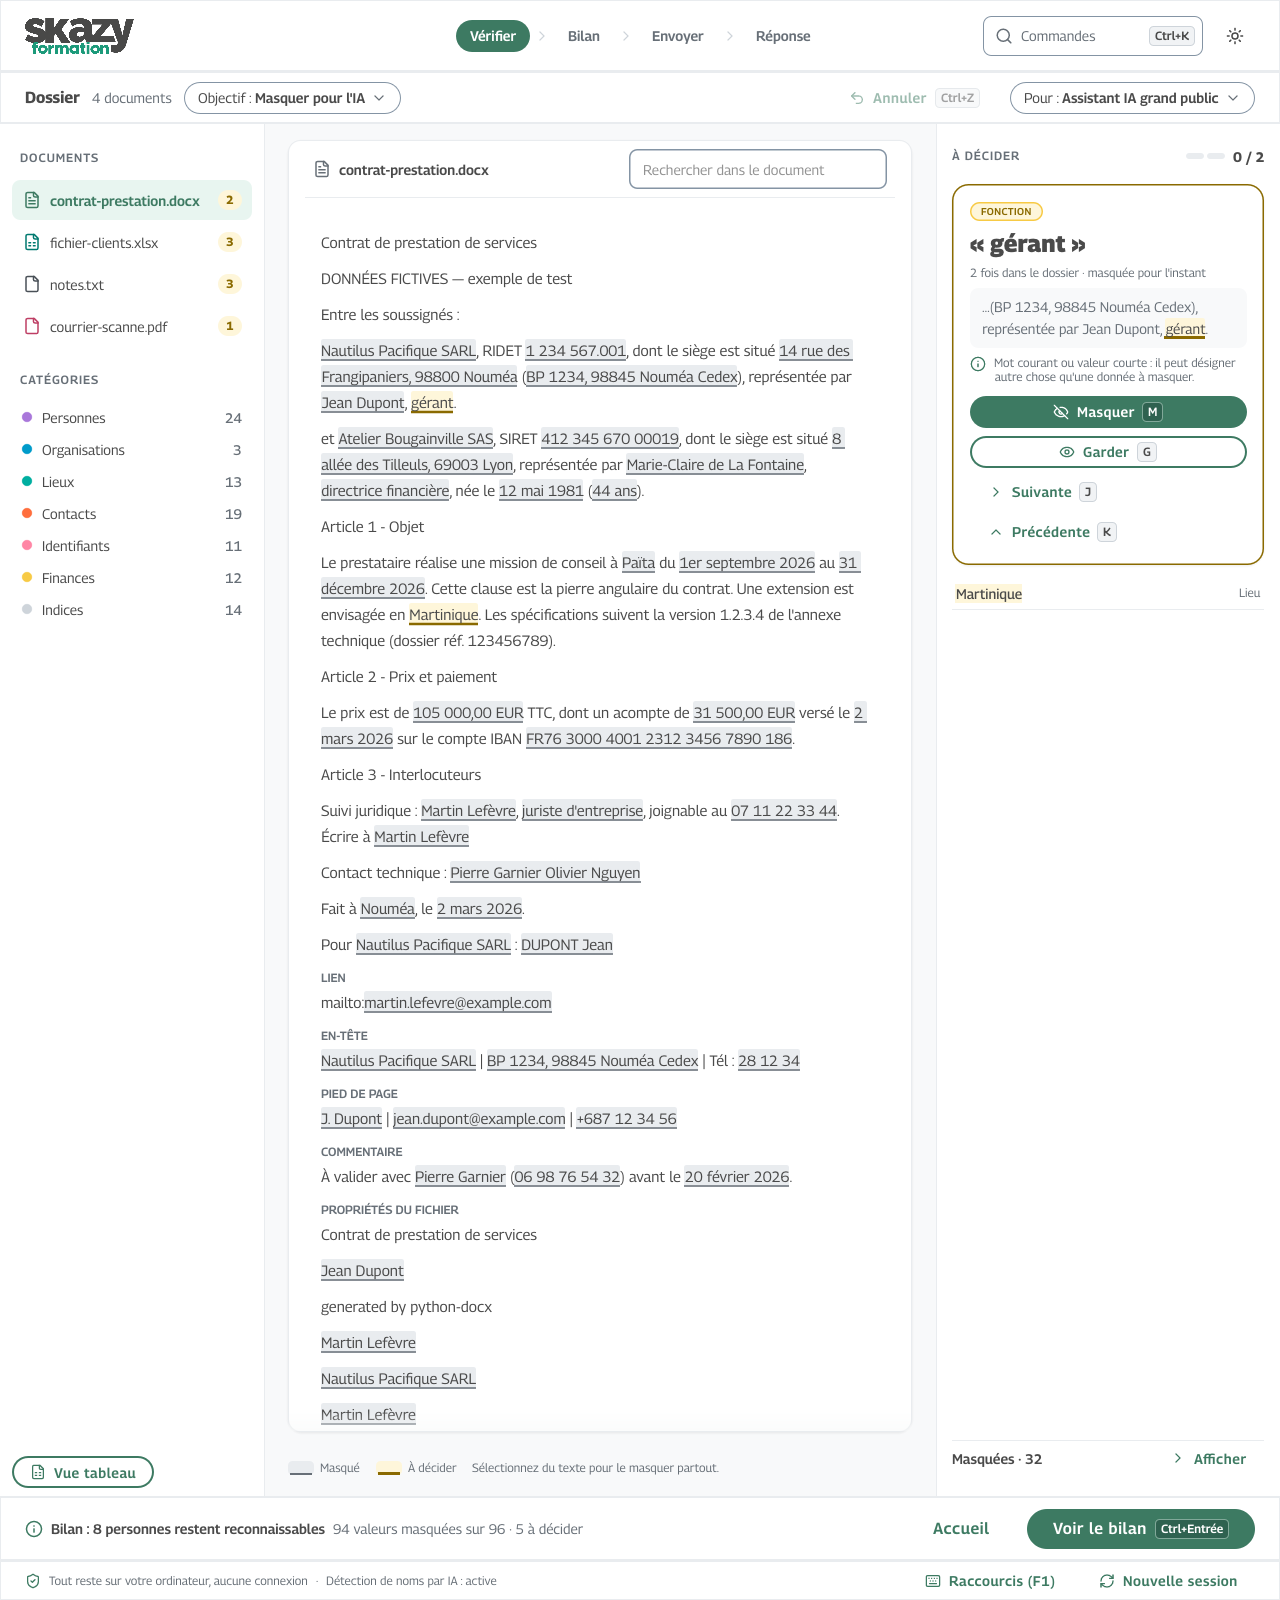 skazy
formation
Vérifier
Bilan
Envoyer
Réponse
Commandes
Ctrl+K
Dossier
4 documents
Objectif : Masquer pour l'IA
Annuler
Ctrl+Z
Pour : Assistant IA grand public
DOCUMENTS
contrat-prestation.docx
2
fichier-clients.xlsx
3
notes.txt
3
courrier-scanne.pdf
1
CATÉGORIES
Personnes
24
Organisations
3
Lieux
13
Contacts
19
Identifiants
11
Finances
12
Indices
14
Vue tableau
contrat-prestation.docx
Rechercher dans le document
Contrat de prestation de services
DONNÉES FICTIVES — exemple de test
Entre les soussignés :
Nautilus Pacifique SARL, RIDET 1 234 567.001, dont le siège est situé 14 rue des
Frangipaniers, 98800 Nouméa (BP 1234, 98845 Nouméa Cedex), représentée par
Jean Dupont, gérant.
et Atelier Bougainville SAS, SIRET 412 345 670 00019, dont le siège est situé 8
allée des Tilleuls, 69003 Lyon, représentée par Marie-Claire de La Fontaine,
directrice financière, née le 12 mai 1981 (44 ans).
Article 1 - Objet
Le prestataire réalise une mission de conseil à Païta du 1er septembre 2026 au 31
décembre 2026. Cette clause est la pierre angulaire du contrat. Une extension est
envisagée en Martinique. Les spécifications suivent la version 1.2.3.4 de l'annexe
technique (dossier réf. 123456789).
Article 2 - Prix et paiement
Le prix est de 105 000,00 EUR TTC, dont un acompte de 31 500,00 EUR versé le 2
mars 2026 sur le compte IBAN FR76 3000 4001 2312 3456 7890 186.
Article 3 - Interlocuteurs
Suivi juridique : Martin Lefèvre, juriste d'entreprise, joignable au 07 11 22 33 44.
Écrire à Martin Lefèvre
Contact technique : Pierre Garnier Olivier Nguyen
Fait à Nouméa, le 2 mars 2026.
Pour Nautilus Pacifique SARL : DUPONT Jean
LIEN
mailto:martin.lefevre@example.com
EN-TÊTE
Nautilus Pacifique SARL | BP 1234, 98845 Nouméa Cedex | Tél : 28 12 34
PIED DE PAGE
J. Dupont | jean.dupont@example.com | +687 12 34 56
COMMENTAIRE
À valider avec Pierre Garnier (06 98 76 54 32) avant le 20 février 2026.
PROPRIÉTÉS DU FICHIER
Contrat de prestation de services
Jean Dupont
generated by python-docx
Martin Lefèvre
Nautilus Pacifique SARL
Martin Lefèvre
Masqué
À décider
Sélectionnez du texte pour le masquer partout.
À DÉCIDER
0 / 2
FONCTION
« gérant »
2 fois dans le dossier · masquée pour l'instant
…(BP 1234, 98845 Nouméa Cedex),
représentée par Jean Dupont, gérant.
Mot courant ou valeur courte : il peut désigner
autre chose qu'une donnée à masquer.
Masquer
M
Garder
G
Suivante
J
Précédente
K
Martinique
Lieu
Masquées · 32
Afficher
Bilan : 8 personnes restent reconnaissables
94 valeurs masquées sur 96 · 5 à décider
Accueil
Voir le bilan
Ctrl+Entrée
Tout reste sur votre ordinateur, aucune connexion · Détection de noms par IA : active
Raccourcis (F1)
Nouvelle session